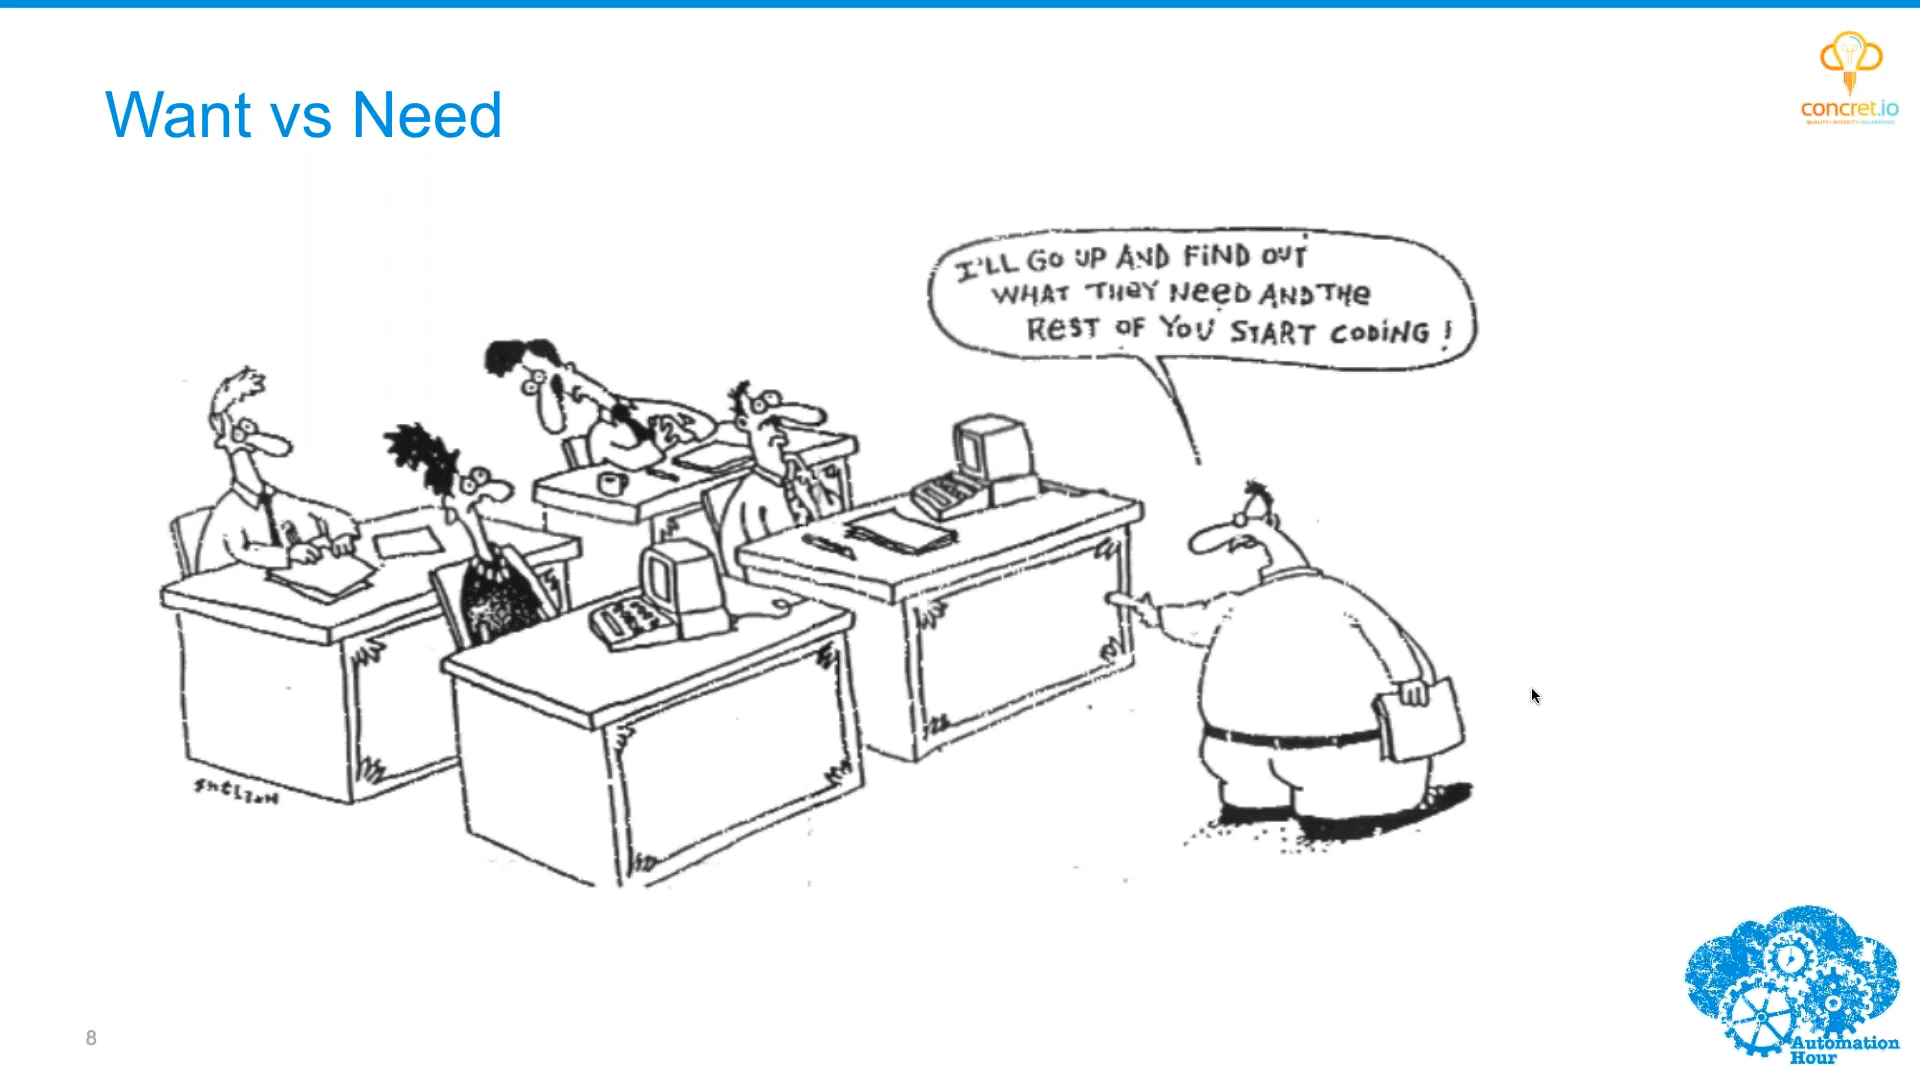 Want vs Need
concret.io
I'LL GO UP AND FIND OUT
WHAT THEY NEED AND THE
REST OF YOU START CODING!
8
Automation
Hour